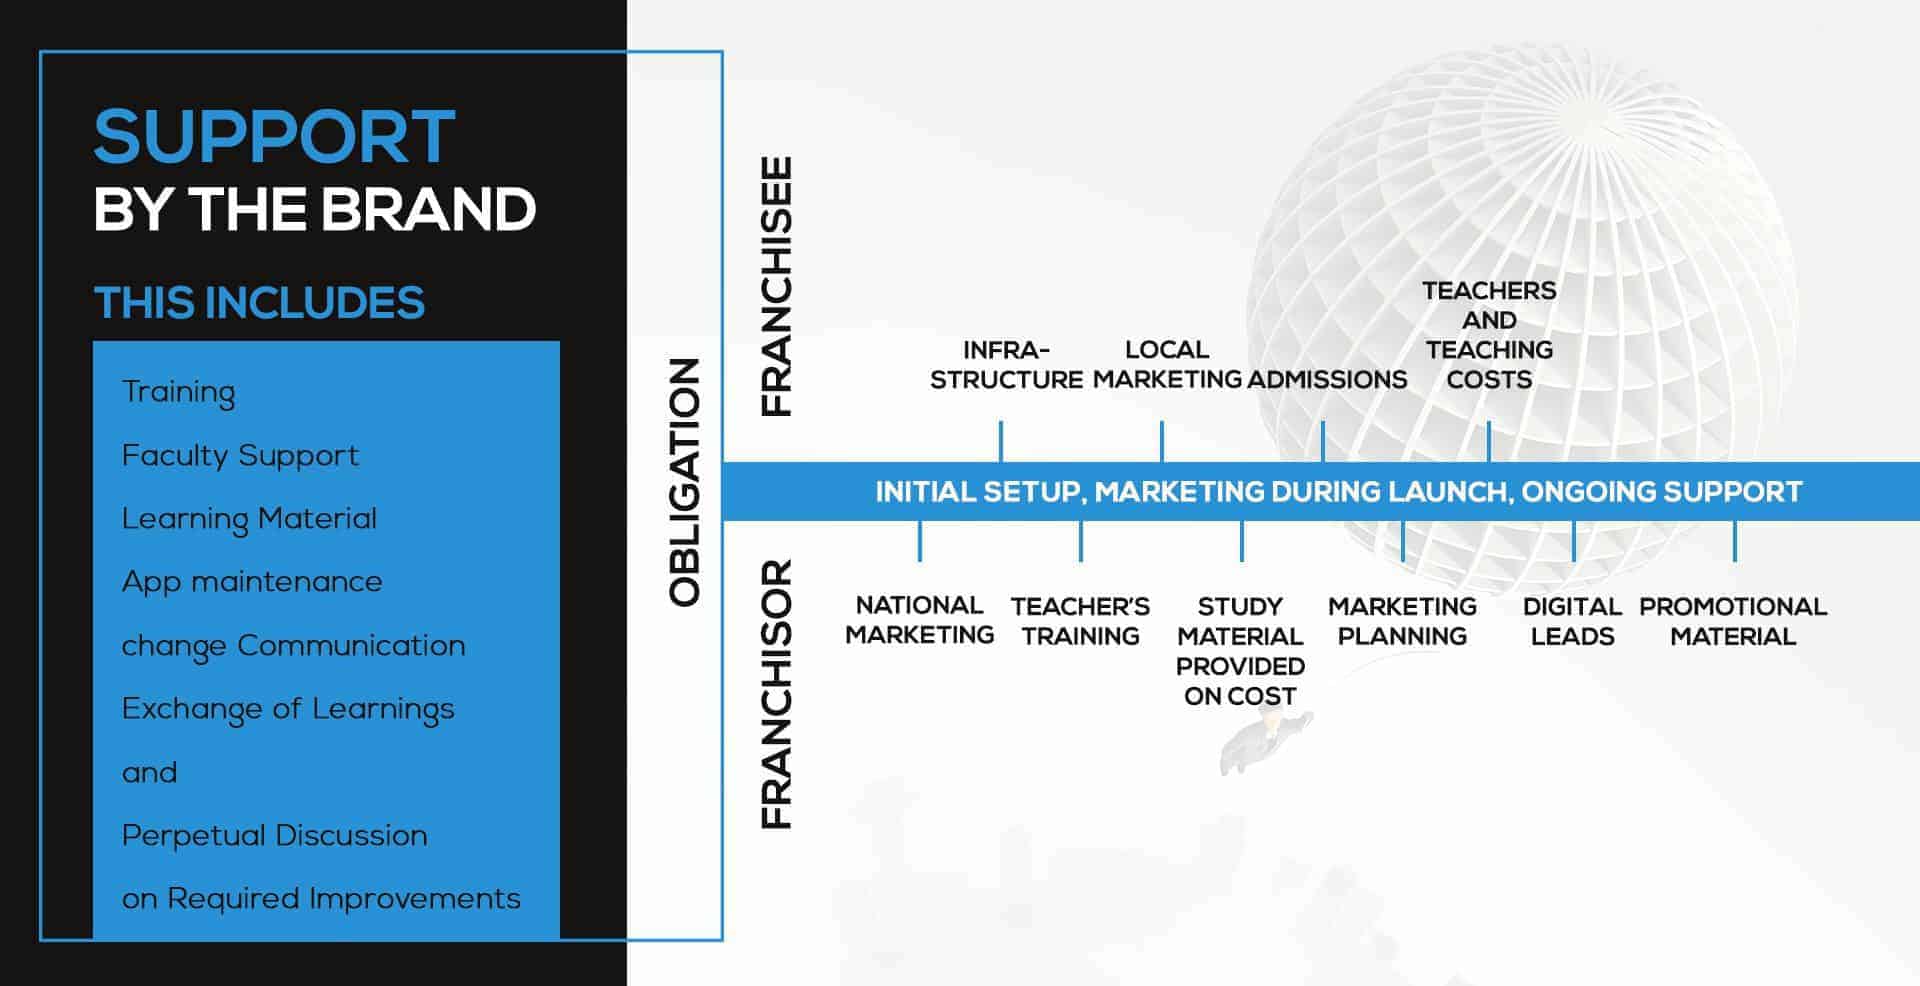 SUPPORT
BY THE BRAND
THIS INCLUDES
Training
Faculty Support
Learning Material
App maintenance
change Communication
Exchange of Learnings
and
Perpetual Discussion
on Required Improvements
OBLIGATION
FRANCHISEE
INFRA-
STRUCTURE
LOCAL
MARKETING
ADMISSIONS
TEACHERS
AND
TEACHING
COSTS
INITIAL SETUP, MARKETING DURING LAUNCH, ONGOING SUPPORT
FRANCHISOR
NATIONAL
MARKETING
TEACHER'S
TRAINING
STUDY
MATERIAL
PROVIDED
ON COST
MARKETING
PLANNING
DIGITAL
LEADS
PROMOTIONAL
MATERIAL